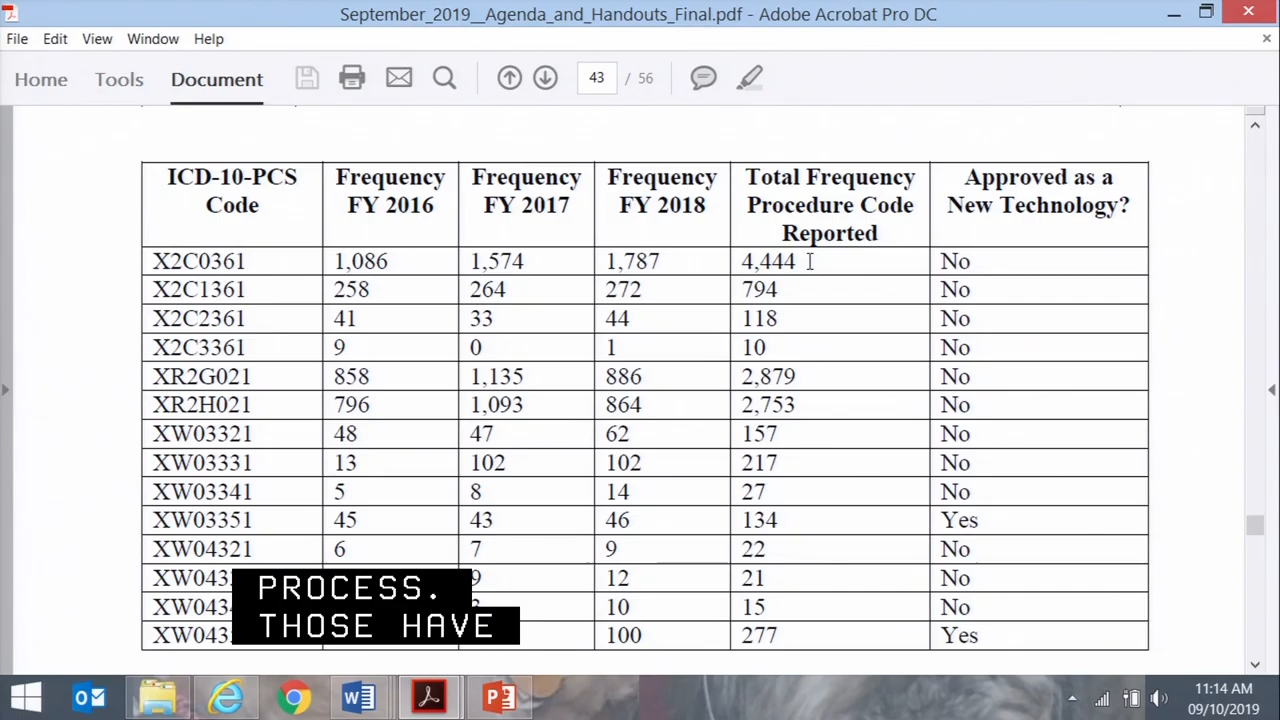 September_2019__Agenda_and_Handouts_Final.pdf - Adobe Acrobat Pro DC
File Edit View Window Help
Home Tools Document 43 / 56
ICD-10-PCS Code Frequency FY 2016 Frequency FY 2017 Frequency FY 2018 Total Frequency Procedure Code Reported Approved as a New Technology?
X2C0361 1,086 1,574 1,787 4,444 No
X2C1361 258 264 272 794 No
X2C2361 41 33 44 118 No
X2C3361 9 0 1 10 No
XR2G021 858 1,135 886 2,879 No
XR2H021 796 1,093 864 2,753 No
XW03321 48 47 62 157 No
XW03331 13 102 102 217 No
XW03341 5 8 14 27 No
XW03351 45 43 46 134 Yes
XW04321 6 7 9 22 No
9 12 21 No
10 15 No
100 277 Yes
PROCESS.
THOSE HAVE
11:14 AM
09/10/2019